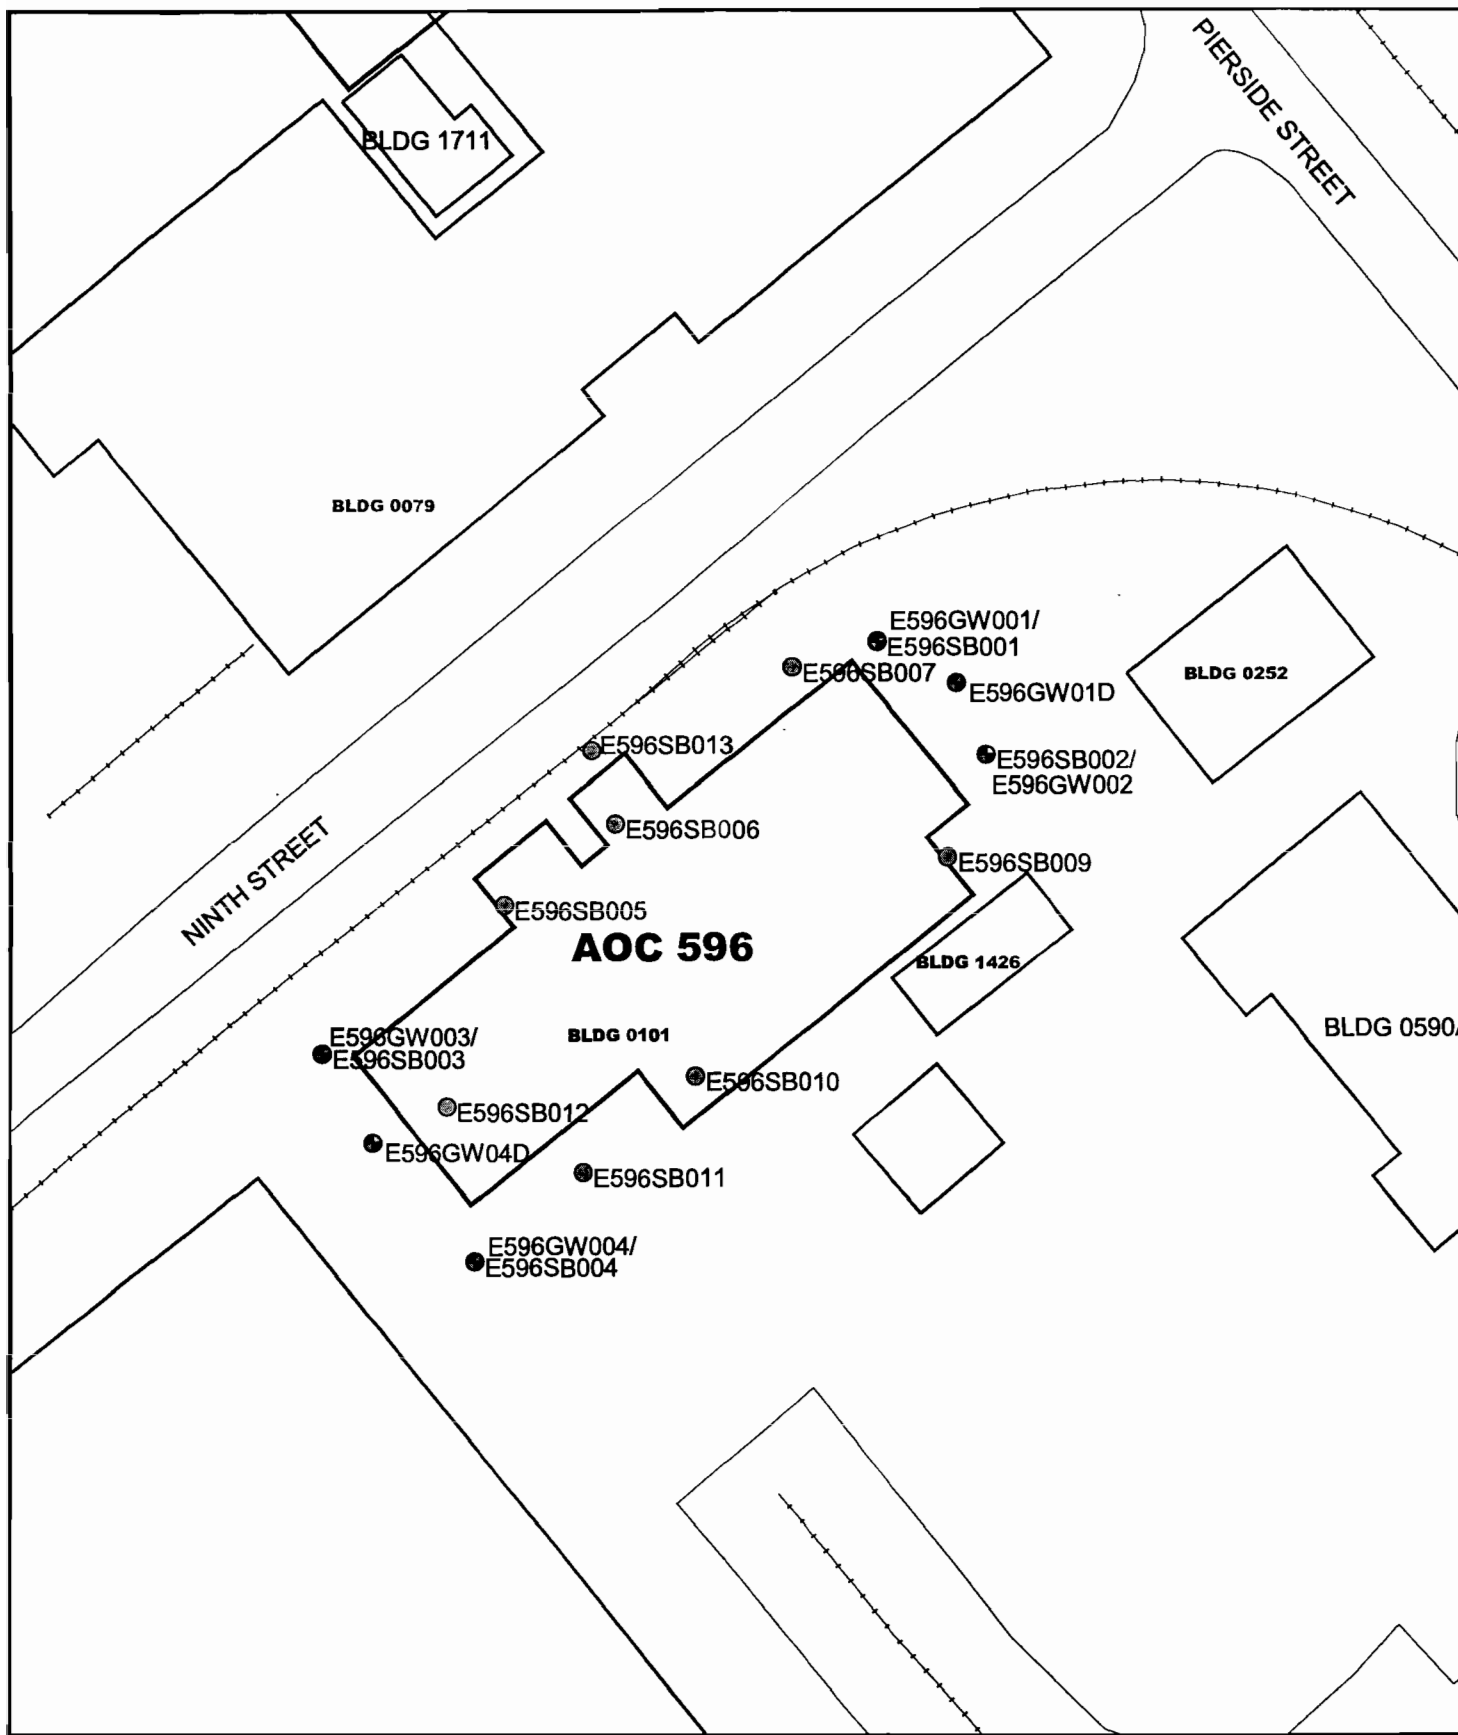 PIERSIDE STREET
BLDG 1711
BLDG 0079
E596GW001/
E596SB001
E596SB007
E596GW01D
BLDG 0252
E596SB013
E596SB002/
E596GW002
E596SB006
NINTH STREET
E596SB009
E596SB005
AOC 596
BLDG 1426
BLDG 0101
BLDG 0590A
E596GW003/
E596SB003
E596SB010
E596SB012
E596GW04D
E596SB011
E596GW004/
E596SB004